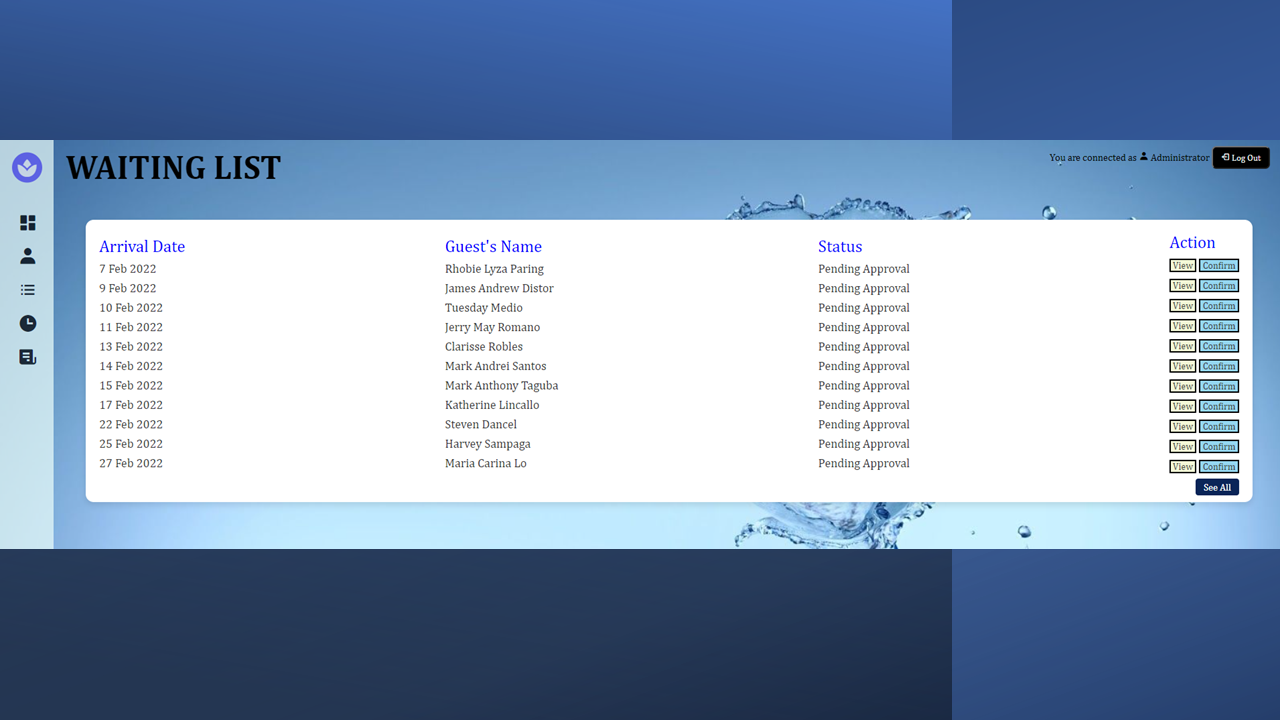 WAITING LIST
You are connected as Administrator Log Out
Arrival Date Guest's Name Status Action
7 Feb 2022 Rhobie Lyza Paring Pending Approval View Confirm
9 Feb 2022 James Andrew Distor Pending Approval View Confirm
10 Feb 2022 Tuesday Medio Pending Approval View Confirm
11 Feb 2022 Jerry May Romano Pending Approval View Confirm
13 Feb 2022 Clarisse Robles Pending Approval View Confirm
14 Feb 2022 Mark Andrei Santos Pending Approval View Confirm
15 Feb 2022 Mark Anthony Taguba Pending Approval View Confirm
17 Feb 2022 Katherine Lincallo Pending Approval View Confirm
22 Feb 2022 Steven Dancel Pending Approval View Confirm
25 Feb 2022 Harvey Sampaga Pending Approval View Confirm
27 Feb 2022 Maria Carina Lo Pending Approval View Confirm
See All